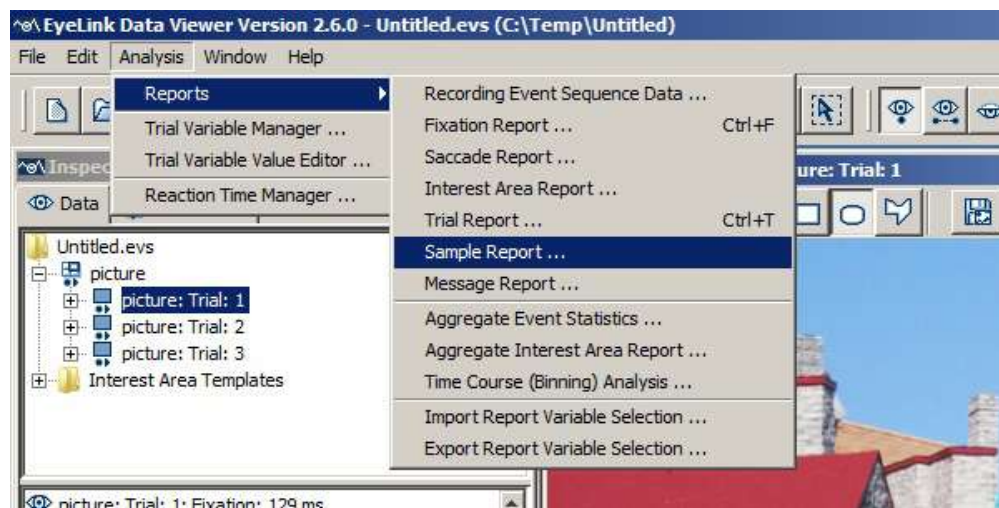 EyeLink Data Viewer Version 2.6.0 - Untitled.evs (C:\Temp\Untitled)
File Edit Analysis Window Help
Reports
Trial Variable Manager ...
Trial Variable Value Editor ...
Reaction Time Manager ...
Recording Event Sequence Data ...
Fixation Report ... Ctrl+F
Saccade Report ...
Interest Area Report ...
Trial Report ... Ctrl+T
Sample Report ...
Message Report ...
Aggregate Event Statistics ...
Aggregate Interest Area Report ...
Time Course (Binning) Analysis ...
Import Report Variable Selection ...
Export Report Variable Selection ...
Inspec
ure: Trial: 1
Data
Untitled.evs
picture
picture: Trial: 1
picture: Trial: 2
picture: Trial: 3
Interest Area Templates
picture: Trial: 1: Fixation: 129 ms